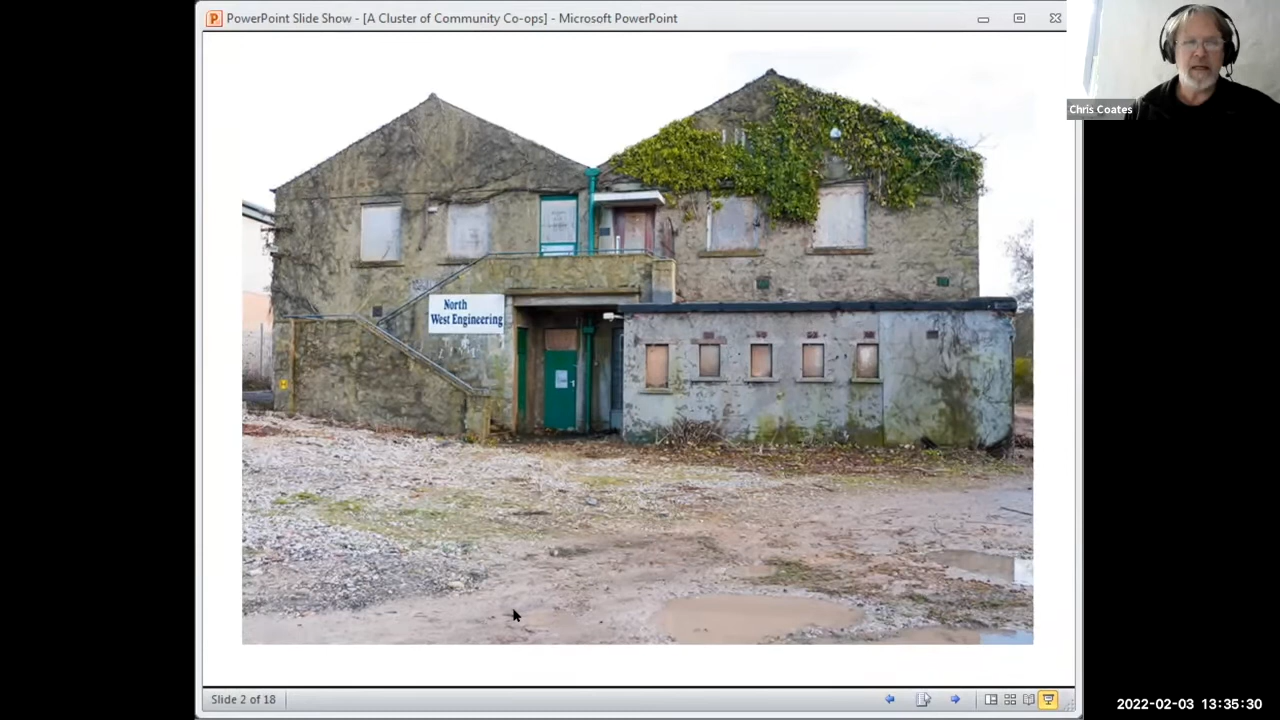 PowerPoint Slide Show - [A Cluster of Community Co-ops] - Microsoft PowerPoint
Chris Coates
North
West Engineering
Slide 2 of 18
2022-02-03 13:35:30